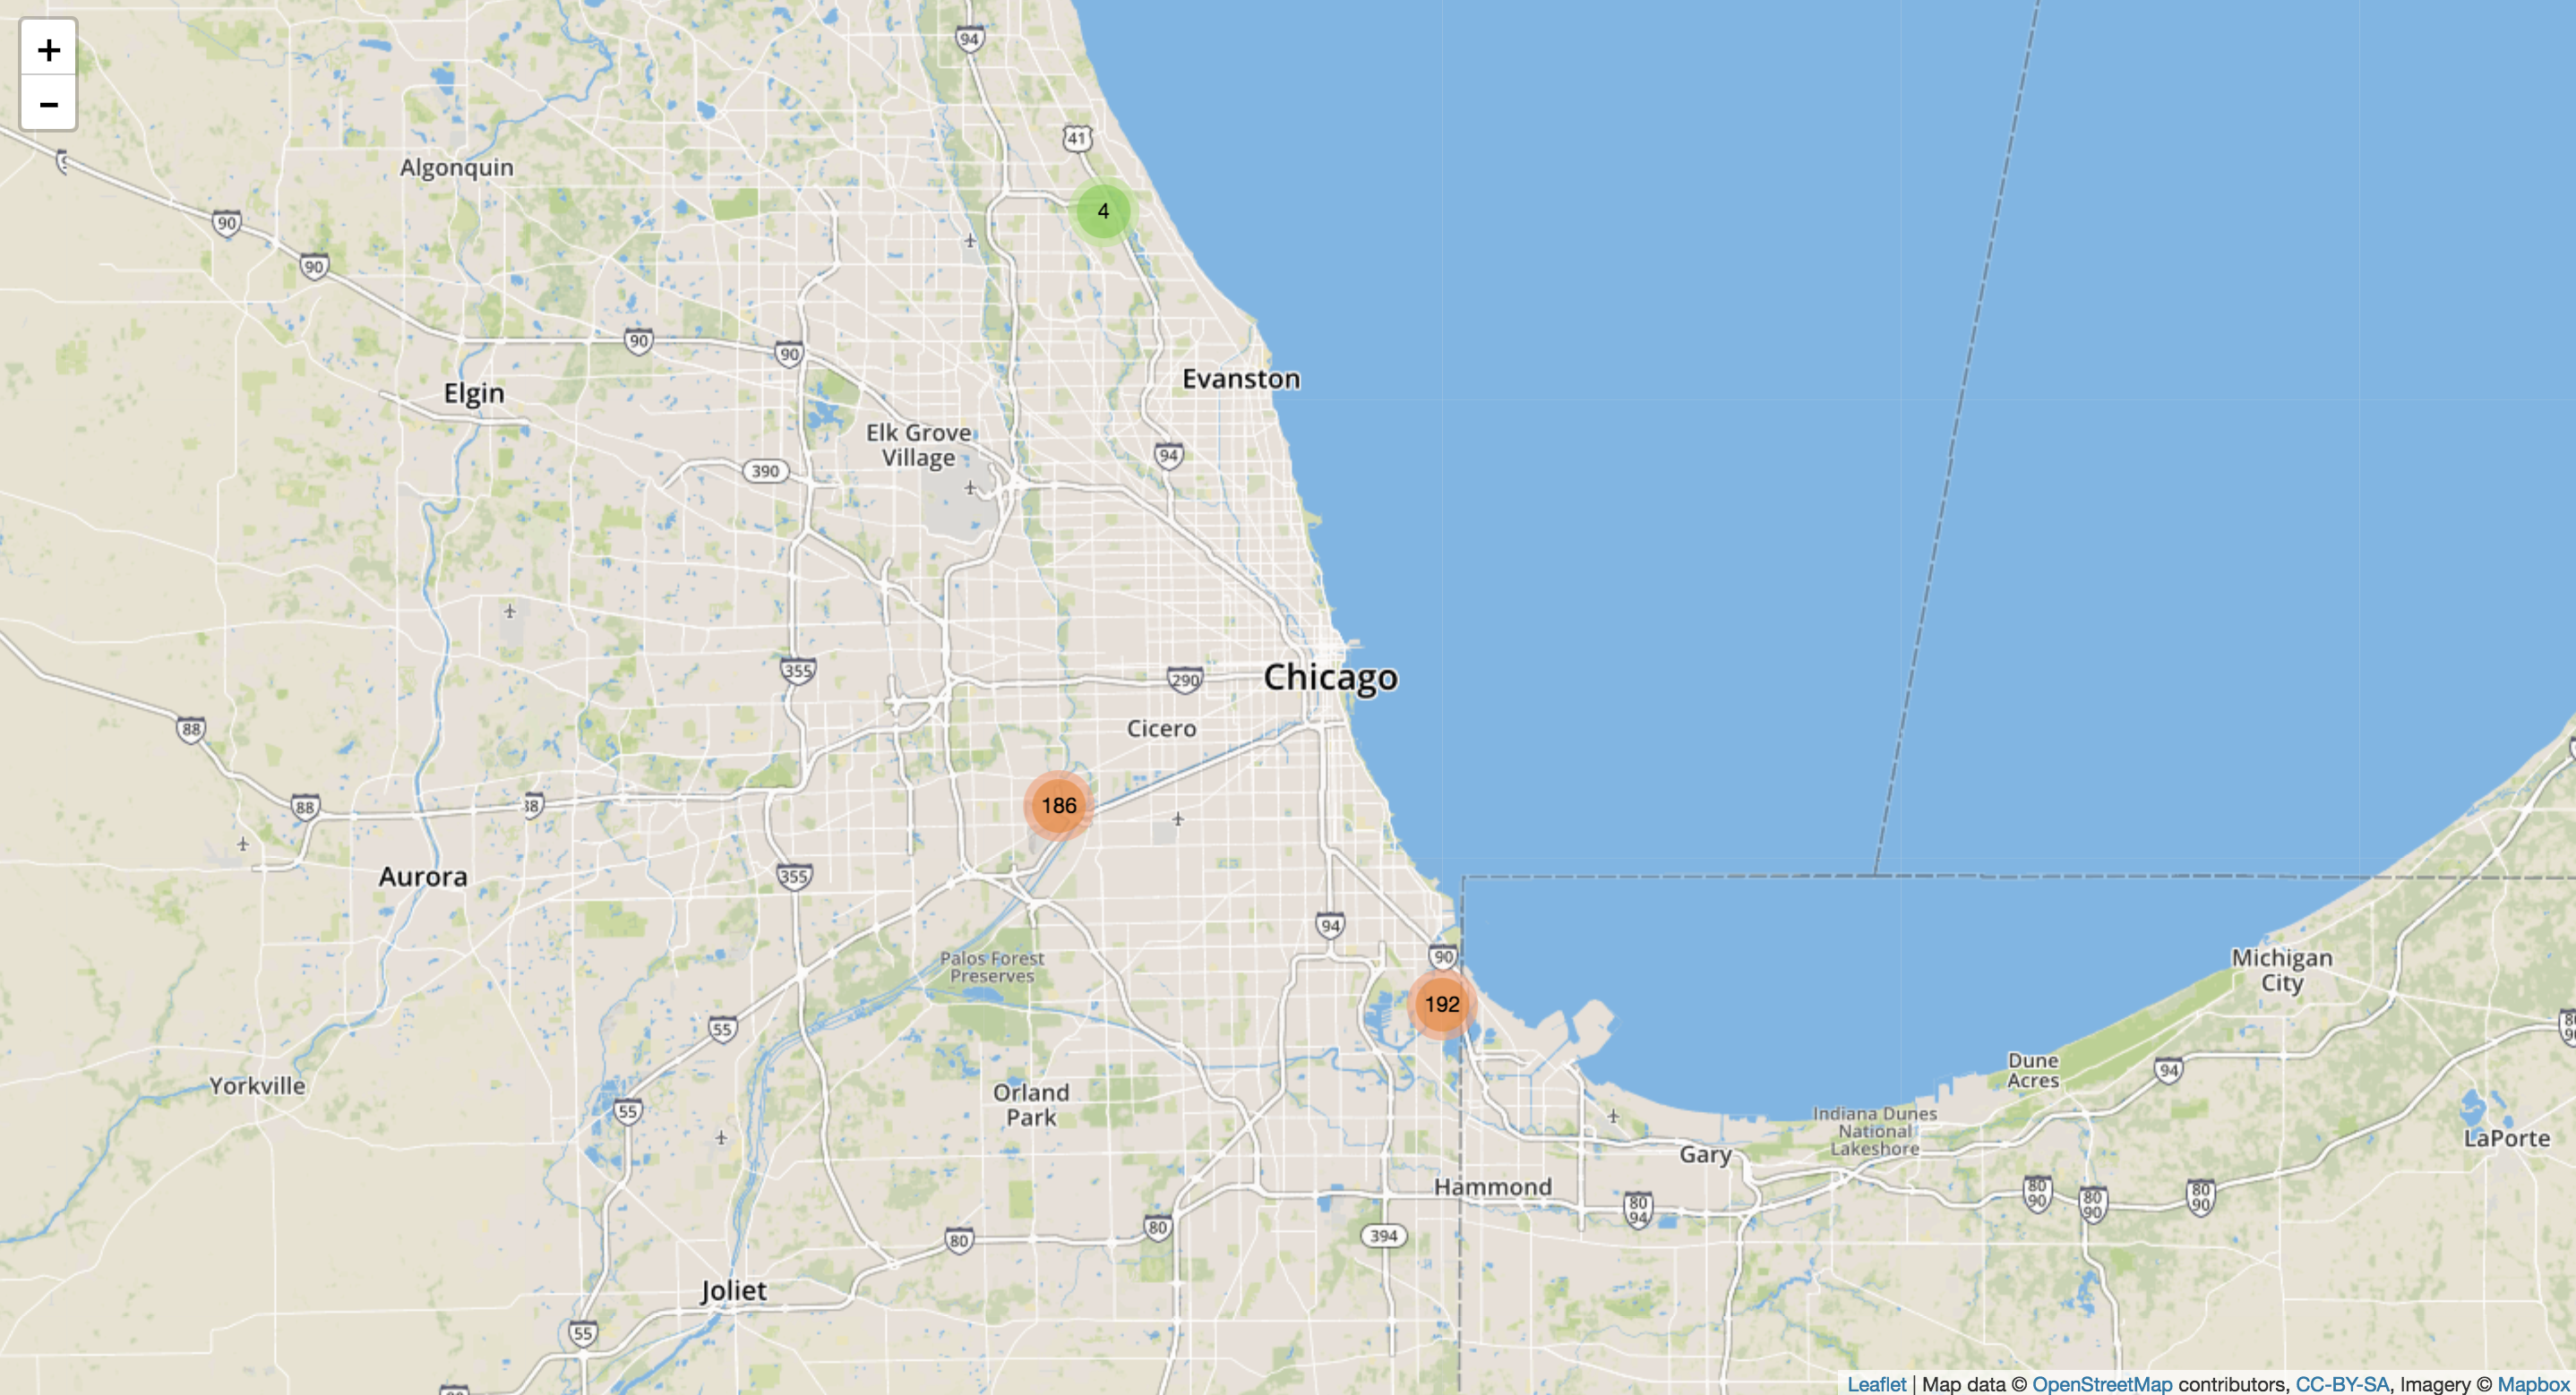 +
−
94
41
Algonquin
4
90
90
90
90
Evanston
Elgin
Elk Grove
Village
94
390
355
290
Chicago
Cicero
88
88
88
186
Aurora
355
94
90
Palos Forest
Preserves
Michigan
City
192
55
Dune
Acres
94
Yorkville
Orland
Park
55
Indiana Dunes
National
Lakeshore
LaPorte
Gary
Hammond
80
90
80
90
80
90
80
94
80
80
394
Joliet
55
Leaflet | Map data © OpenStreetMap contributors, CC-BY-SA, Imagery © Mapbox